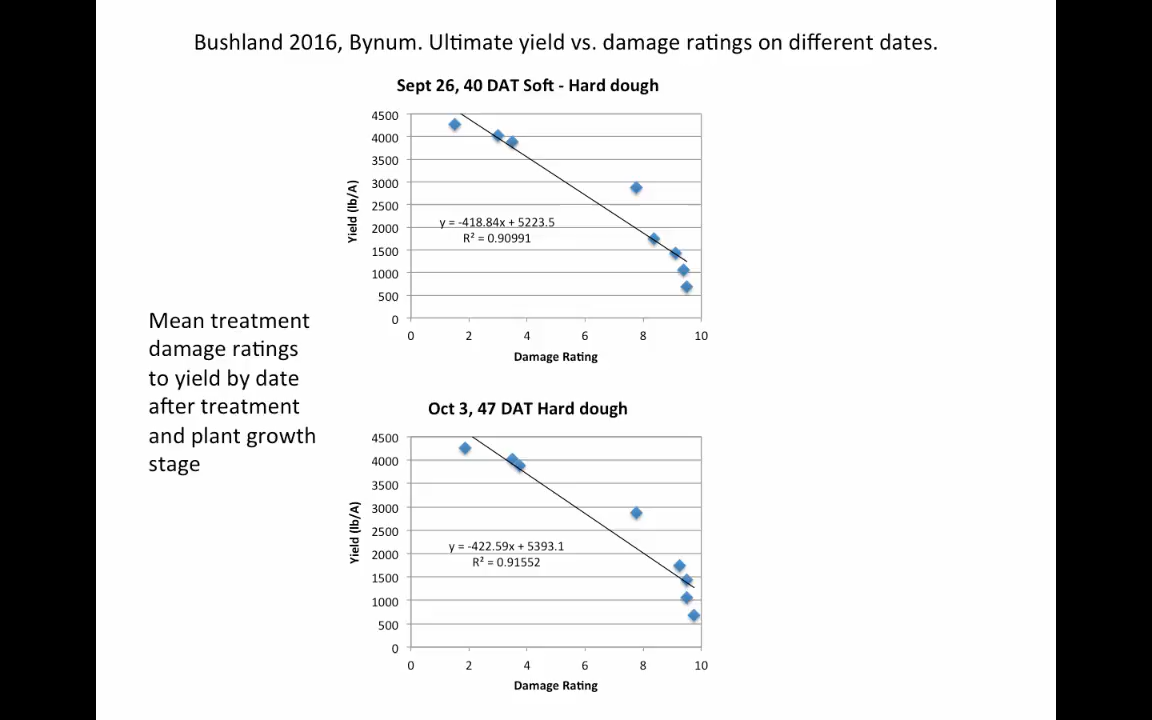 Bushland 2016, Bynum. Ultimate yield vs. damage ratings on different dates.
Sept 26, 40 DAT Soft - Hard dough
4500
4000
3500
3000
2500
2000
1500
1000
500
0
Yield (lb/A)
y = -418.84x + 5223.5
R² = 0.90991
0 2 4 6 8 10
Damage Rating
Mean treatment
damage ratings
to yield by date
after treatment
and plant growth
stage
Oct 3, 47 DAT Hard dough
4500
4000
3500
3000
2500
2000
1500
1000
500
0
Yield (lb/A)
y = -422.59x + 5393.1
R² = 0.91552
0 2 4 6 8 10
Damage Rating